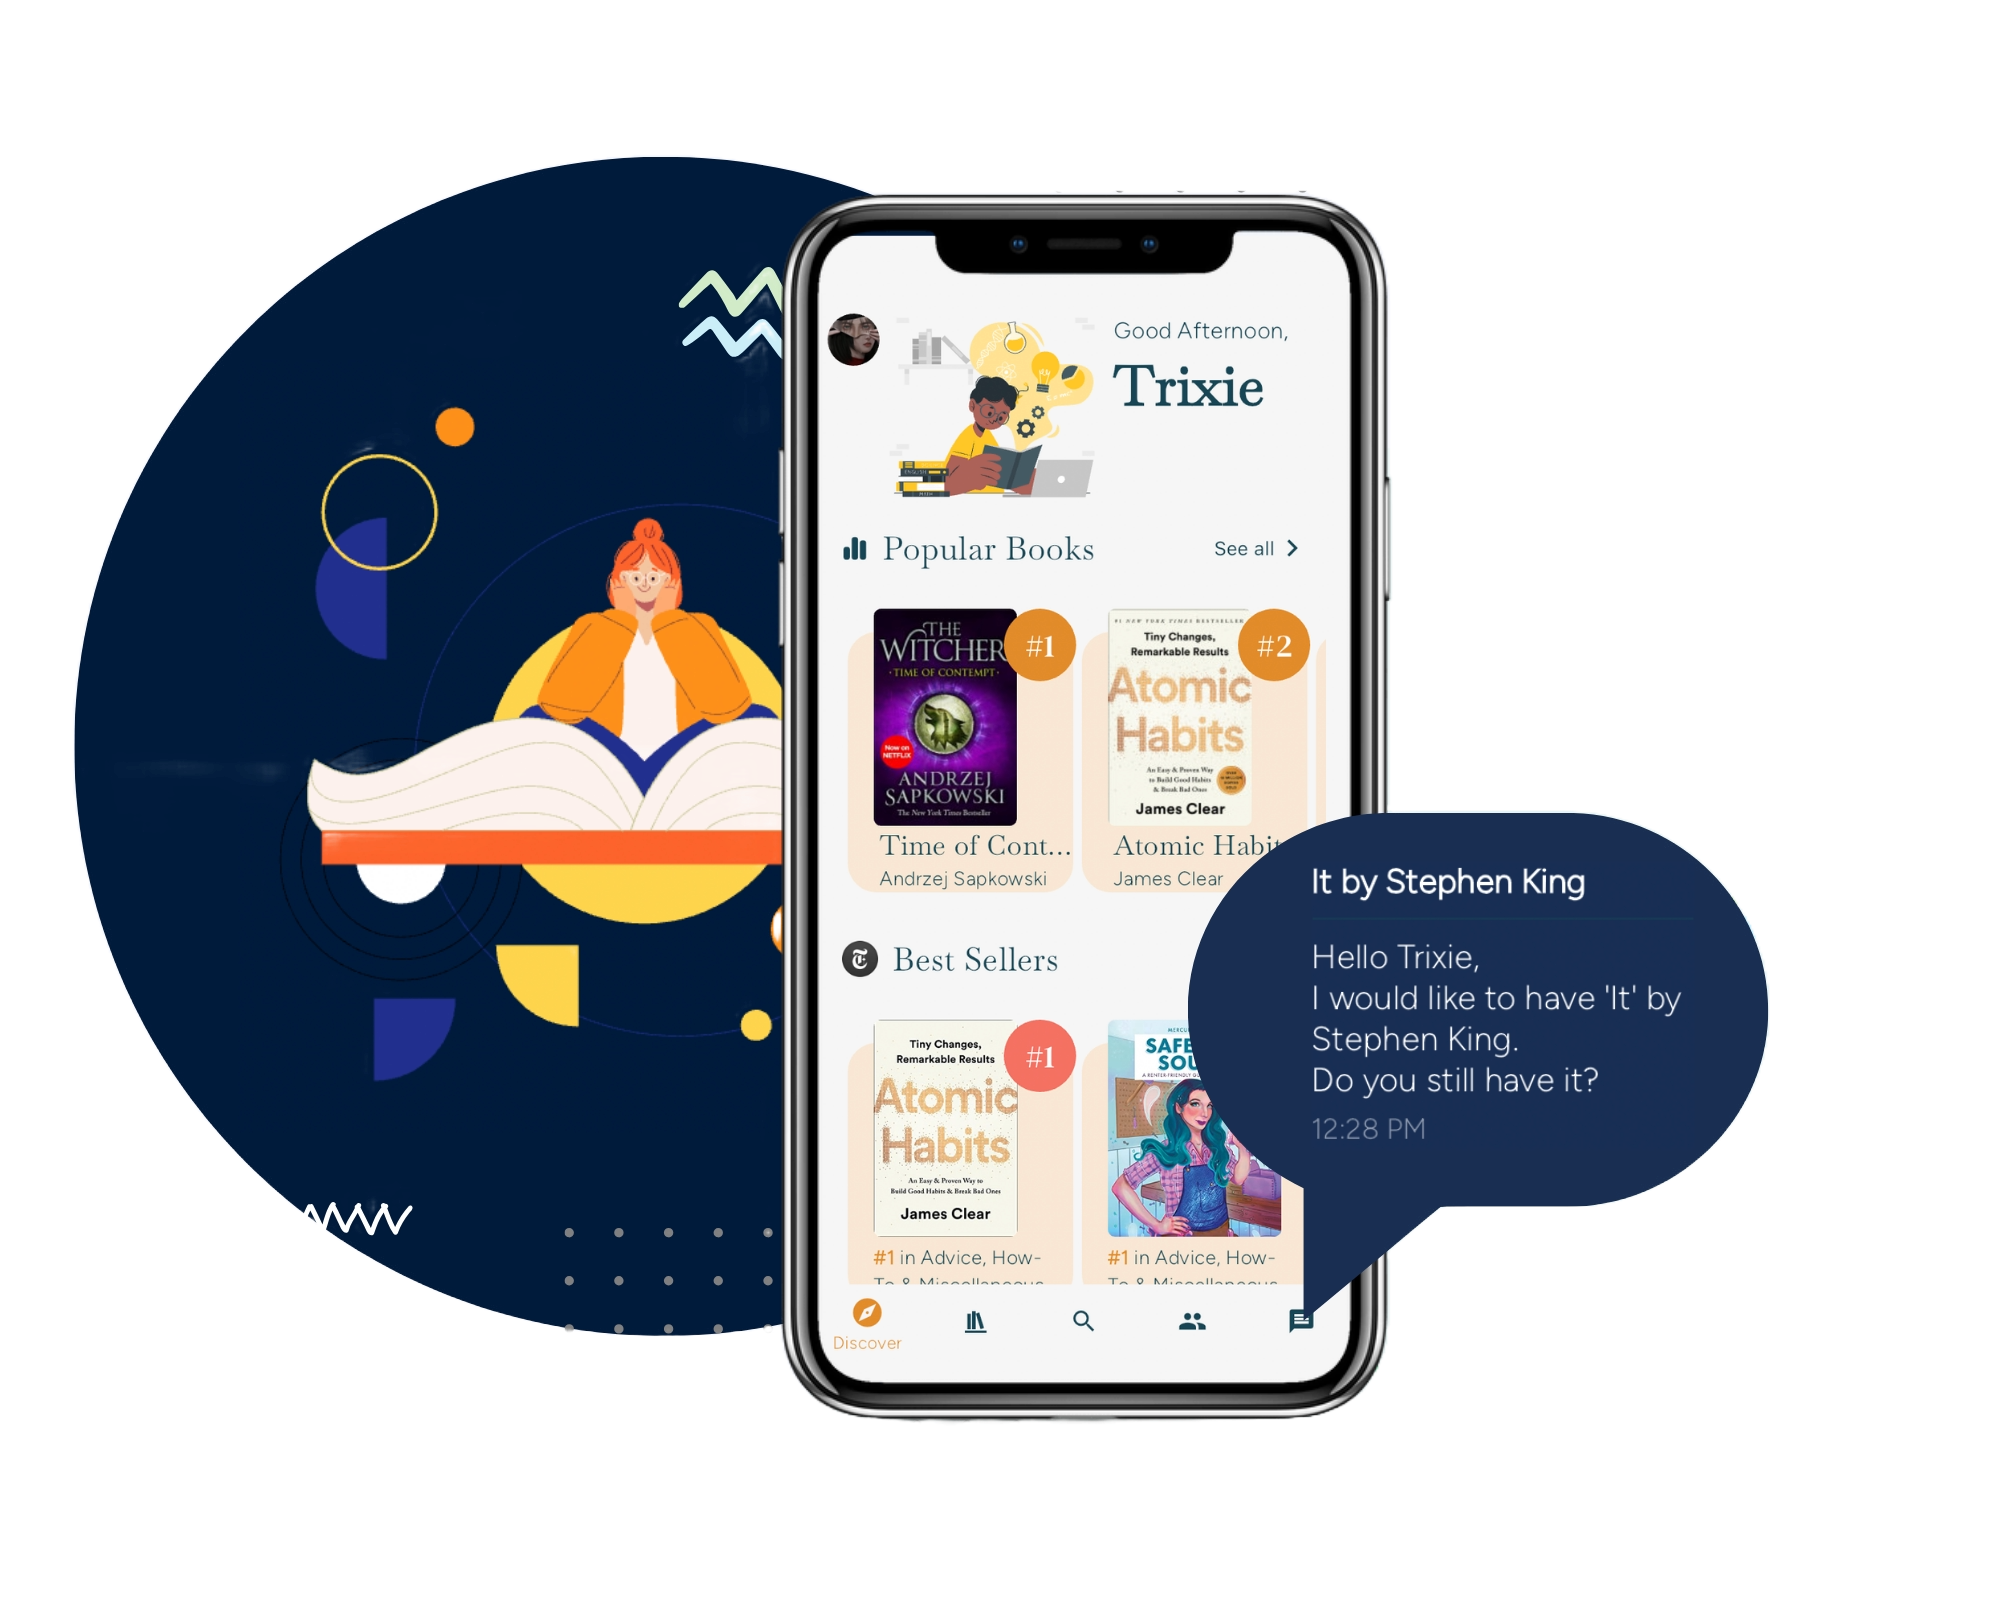 Good Afternoon,
Trixie
Popular Books
See all
THE
WITCHER
TIME OF CONTEMPT
Now on
NETFLIX
ANDRZEJ
SAPKOWSKI
The New York Times Bestseller
#1
Time of Cont...
Andrzej Sapkowski
#1 NEW YORK TIMES BESTSELLER
Tiny Changes,
Remarkable Results
Atomic
Habits
An Easy & Proven Way
to Build Good Habits
& Break Bad Ones
James Clear
#2
Atomic Habit
James Clear
Best Sellers
Tiny Changes,
Remarkable Results
Atomic
Habits
An Easy & Proven Way to
Build Good Habits & Break Bad Ones
James Clear
#1
#1 in Advice, How-
To & Miscellaneous
SAFE
SOU
#1 in Advice, How-
To & Miscellaneous
Discover
It by Stephen King
Hello Trixie,
I would like to have 'It' by
Stephen King.
Do you still have it?
12:28 PM